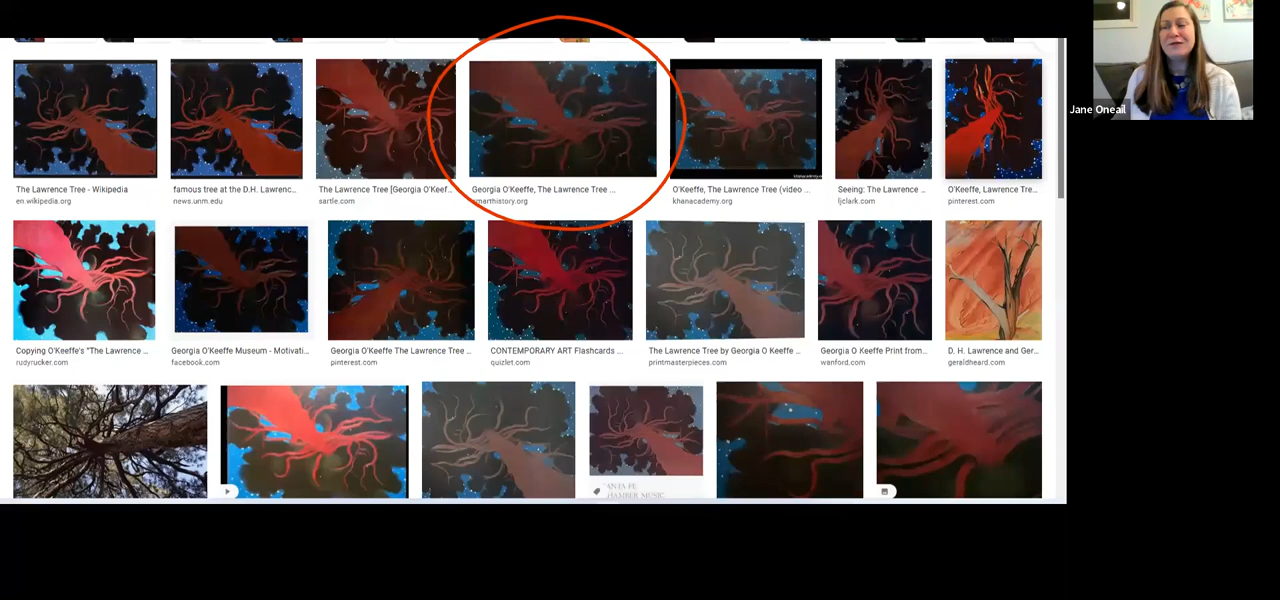 Jane Oneail
The Lawrence Tree - Wikipedia
en.wikipedia.org
famous tree at the D.H. Lawrenc...
news.unm.edu
The Lawrence Tree [Georgia O'Keef...
sartle.com
Georgia O'Keeffe, The Lawrence Tree ...
smarthistory.org
O'Keeffe, The Lawrence Tree (video ...
khanacademy.org
Seeing: The Lawrence ...
ljclark.com
O'Keeffe, Lawrence Tre...
pinterest.com
Copying O'Keeffe's "The Lawrence ...
rudyrucker.com
Georgia O'Keeffe Museum - Motivati...
facebook.com
Georgia O'Keeffe The Lawrence Tree ...
pinterest.com
CONTEMPORARY ART Flashcards ...
quizlet.com
The Lawrence Tree by Georgia O Keeffe ...
printmasterpieces.com
Georgia O Keeffe Print from...
wanford.com
D. H. Lawrence and Ger...
geraldheard.com
SANTA FE
CHAMBER MUSIC